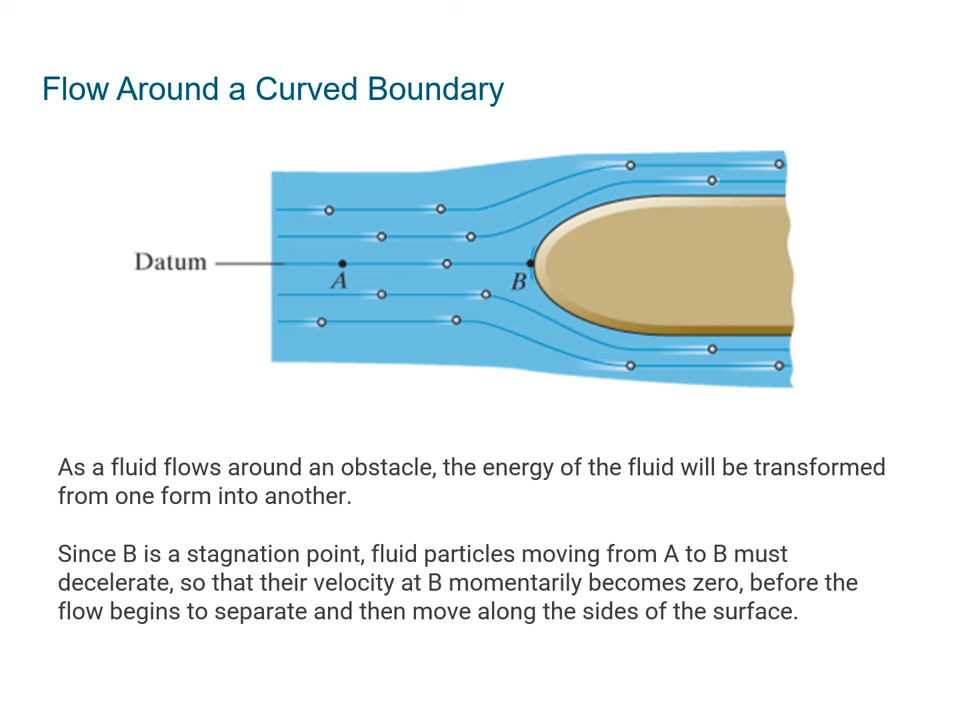 Flow Around a Curved Boundary
Datum
A
B
As a fluid flows around an obstacle, the energy of the fluid will be transformed
from one form into another.
Since B is a stagnation point, fluid particles moving from A to B must
decelerate, so that their velocity at B momentarily becomes zero, before the
flow begins to separate and then move along the sides of the surface.